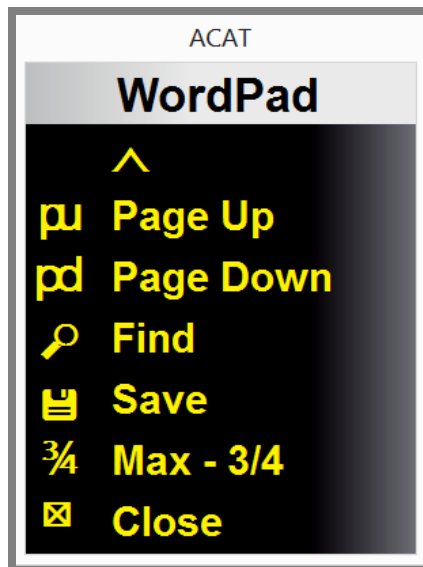 ACAT
WordPad
^
pu Page Up
pd Page Down
Find
Save
¾ Max - 3/4
Close